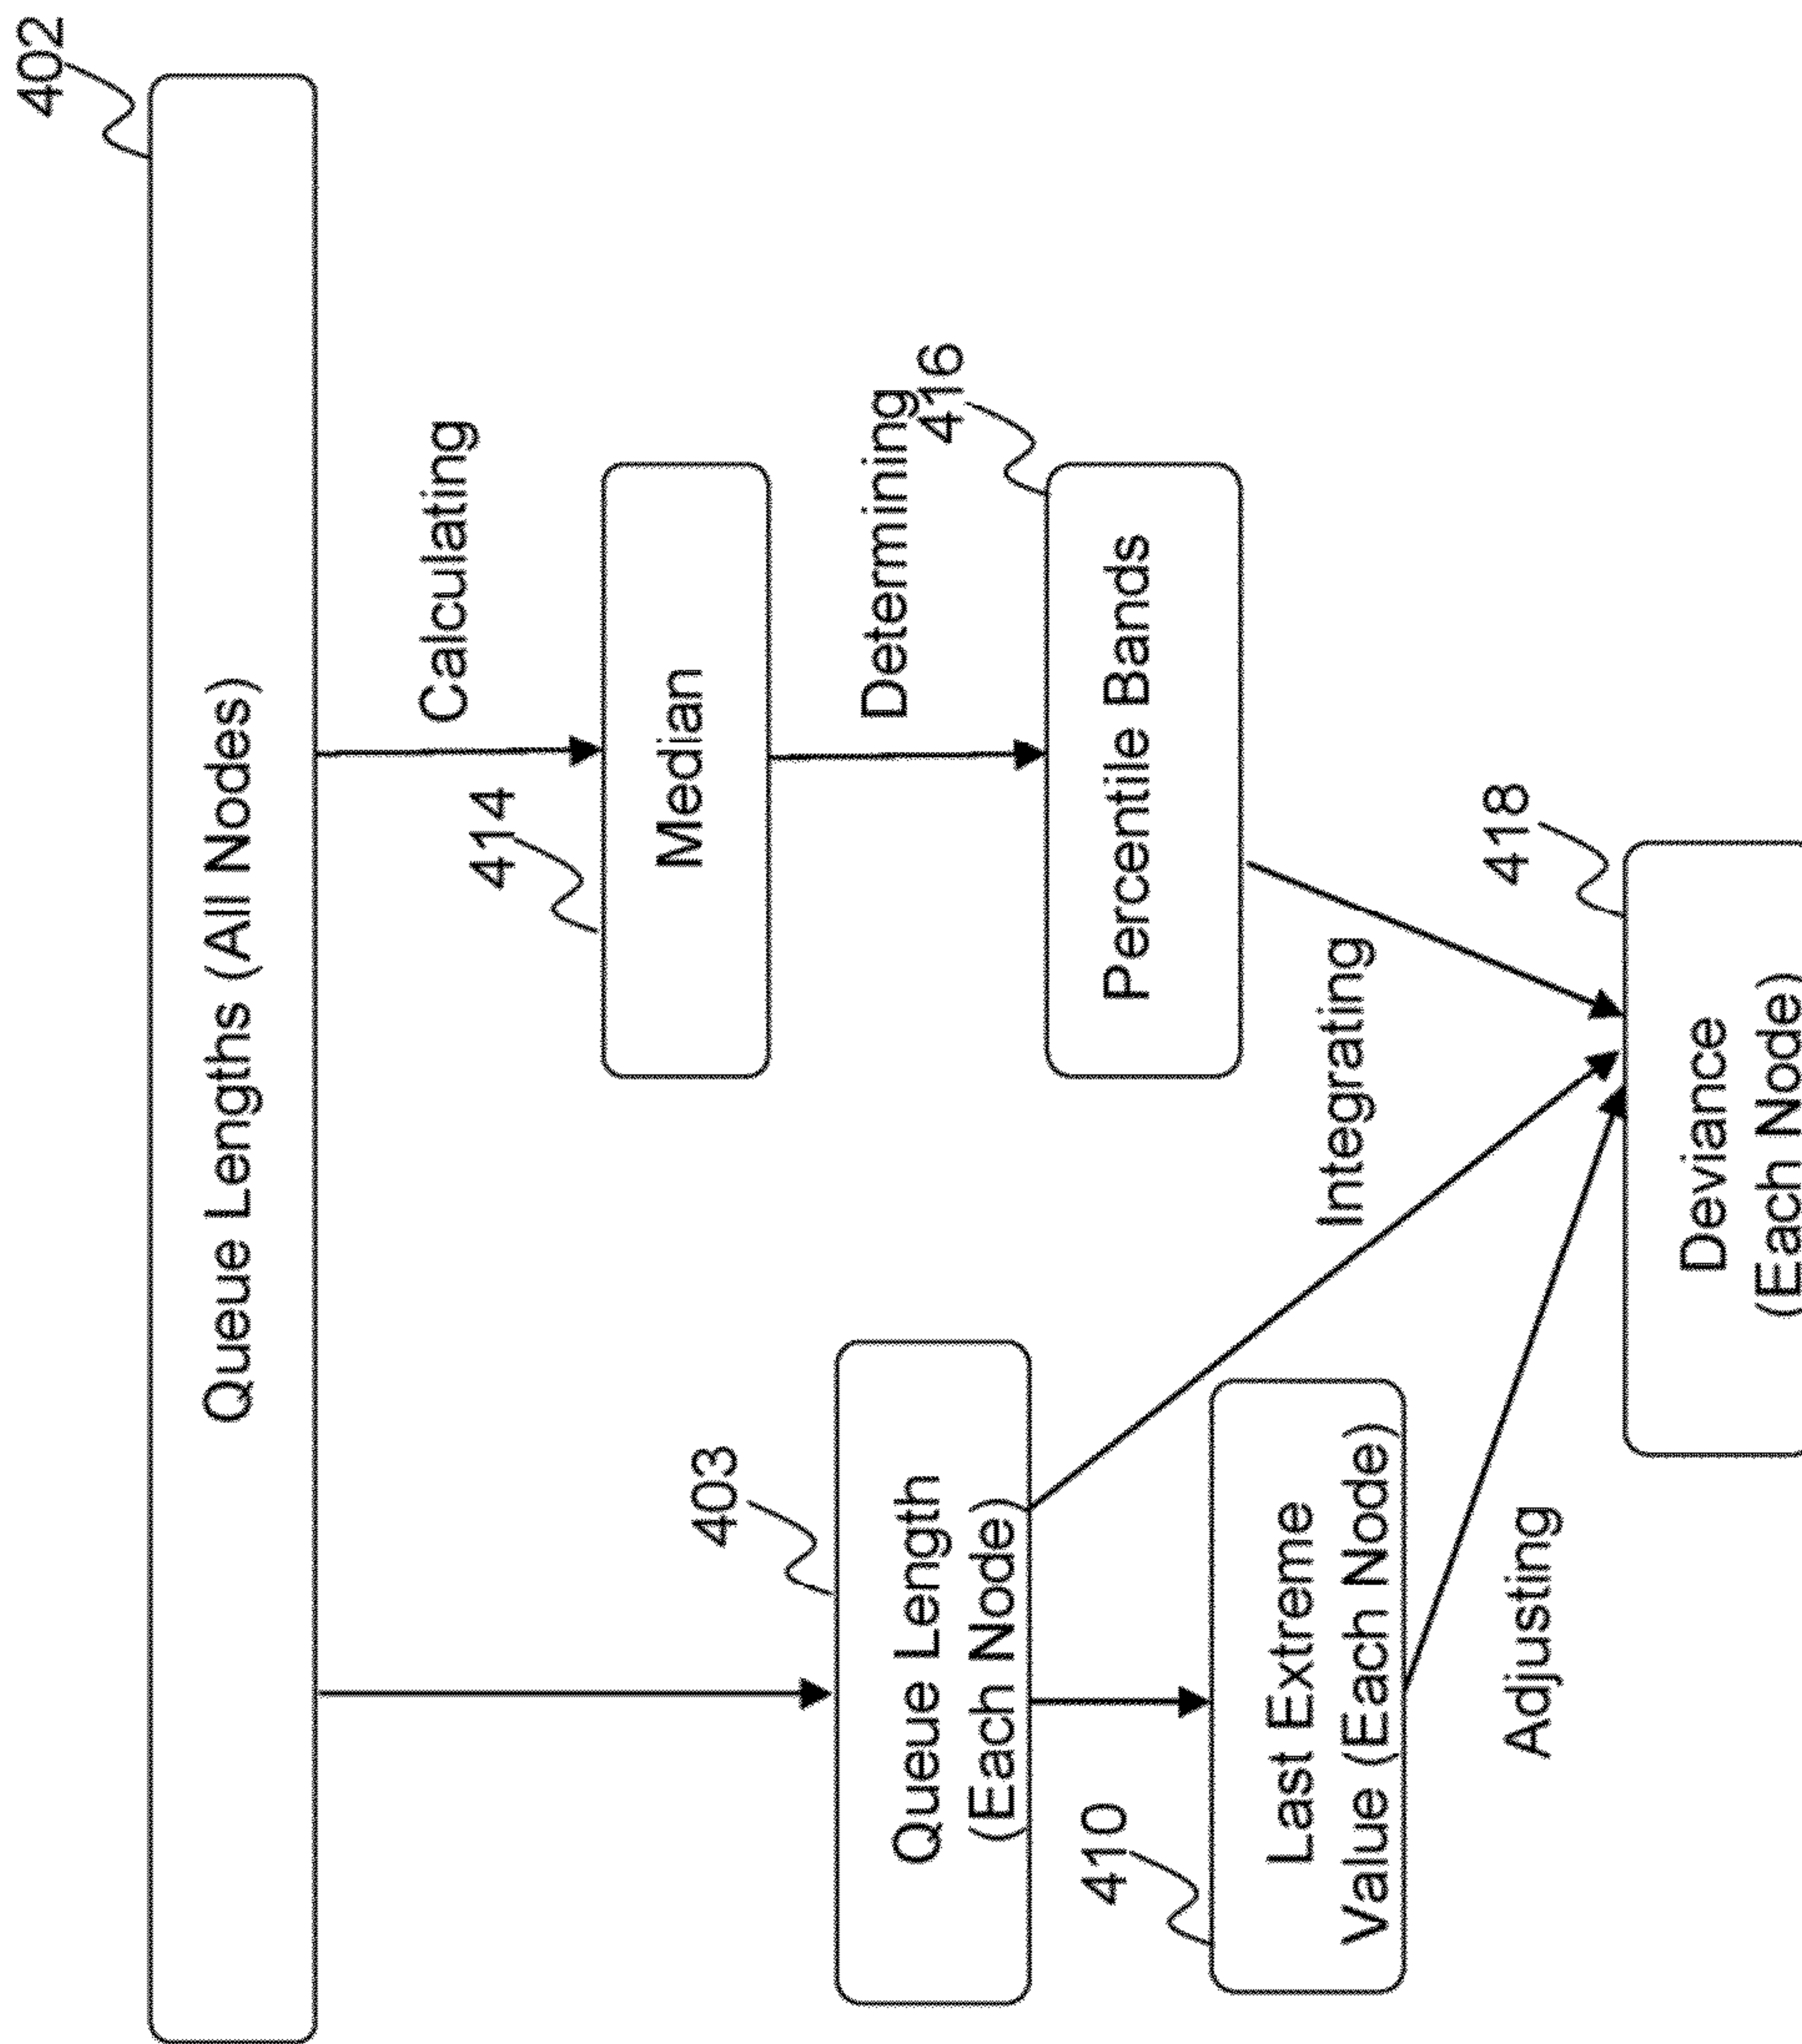 402
Queue Lengths (All Nodes)
Calculating
414
Median
Determining
416
Percentile Bands
403
Queue Length
(Each Node)
410
Last Extreme
Value (Each Node)
Integrating
Adjusting
418
Deviance
(Each Node)